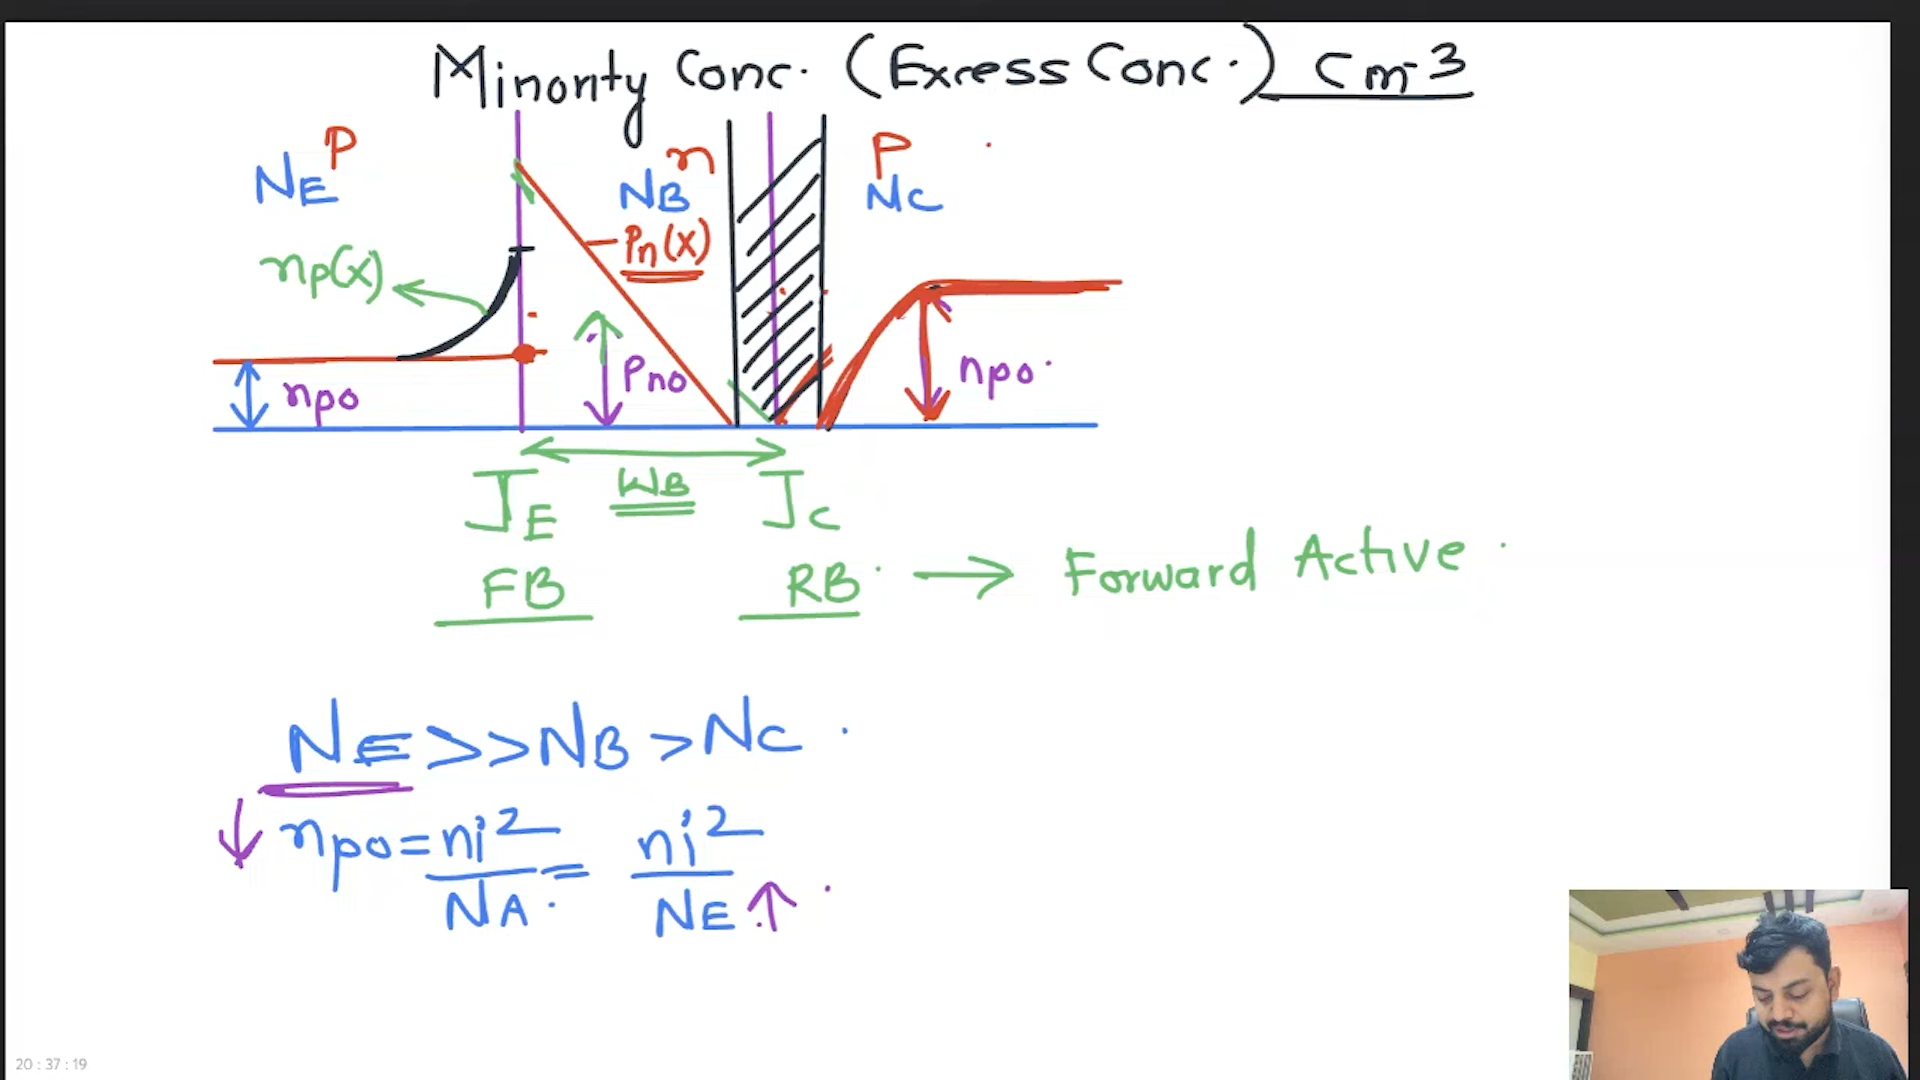 Minority Conc. (Excess Conc.) Cm-3
P n P
NE NB NC
Pn(x)
np(x)
npo Pno npo
WB
JE JC
FB RB → Forward Active
NE >> NB > NC
↓ npo = ni² / NA = ni² / NE ↑
20 : 37 : 19